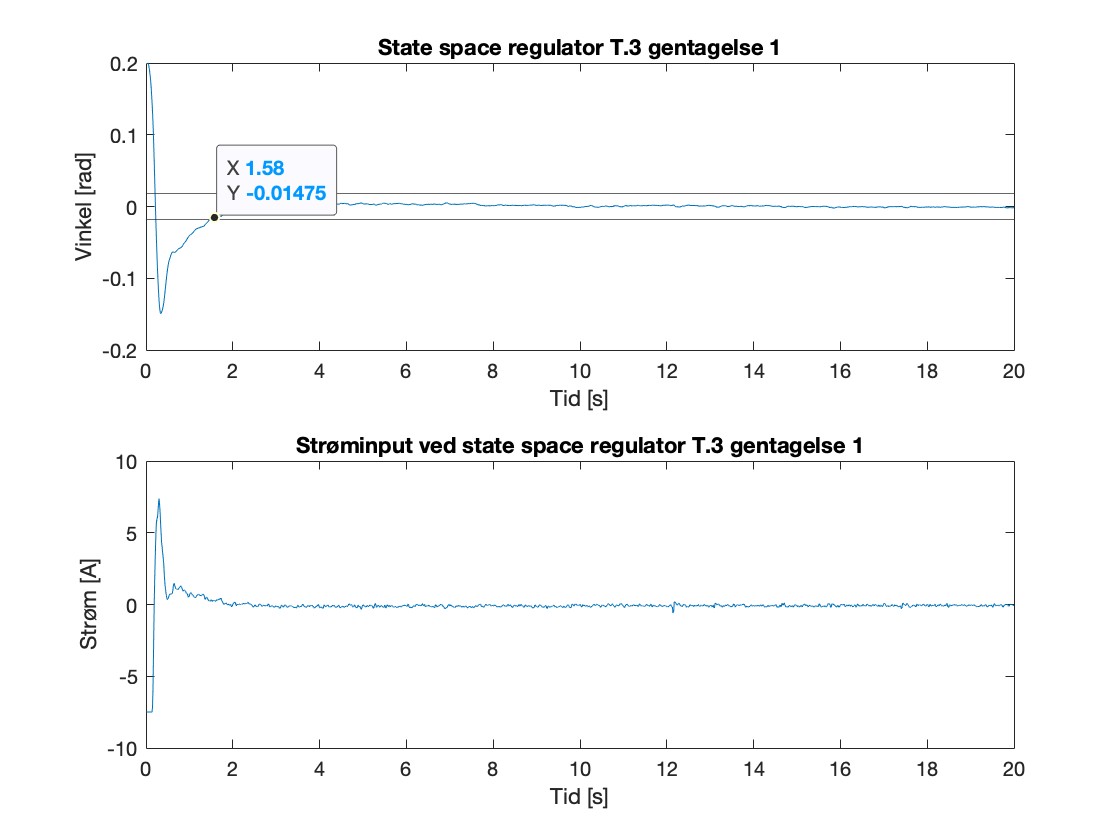 State space regulator T.3 gentagelse 1
0.2
0.1
0
-0.1
-0.2
Vinkel [rad]
X 1.58
Y -0.01475
0 2 4 6 8 10 12 14 16 18 20
Tid [s]
Strøminput ved state space regulator T.3 gentagelse 1
10
5
0
-5
-10
Strøm [A]
0 2 4 6 8 10 12 14 16 18 20
Tid [s]